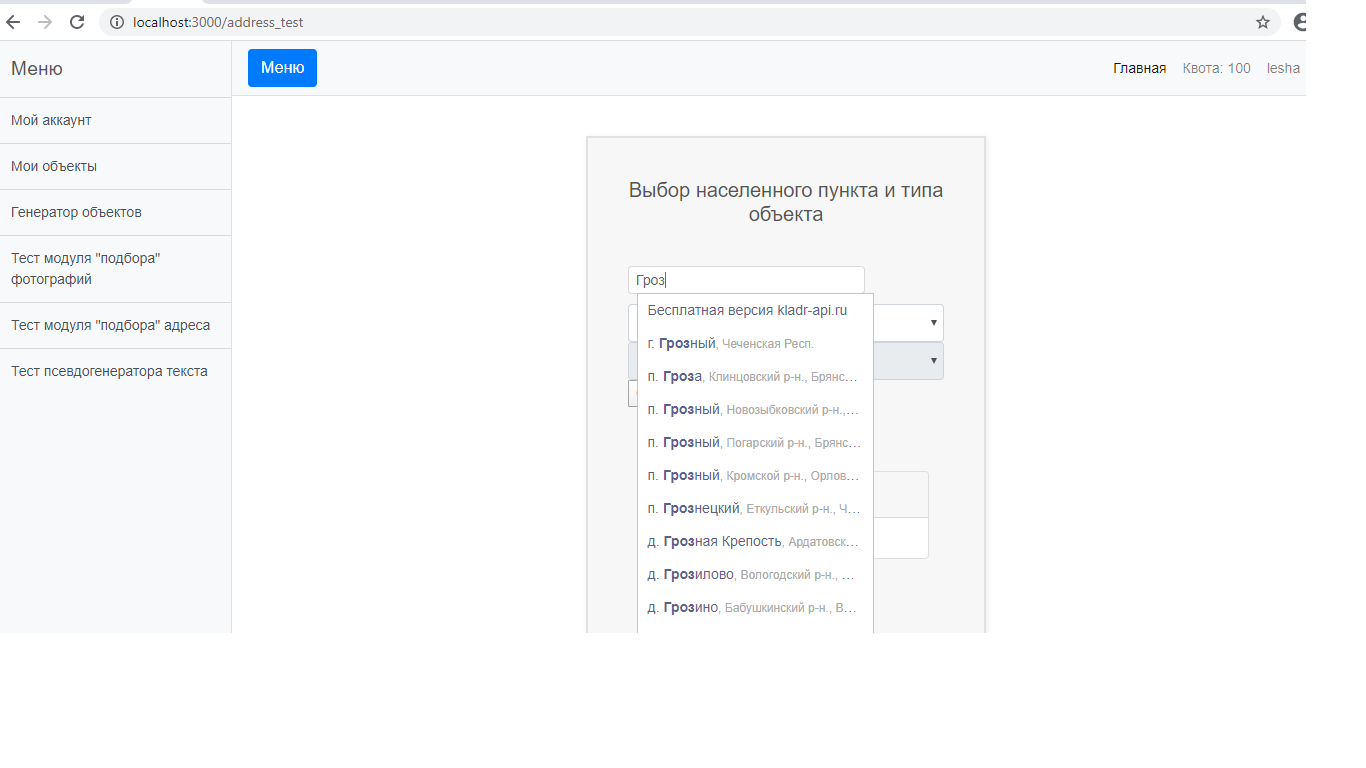 localhost:3000/address_test
Меню
Меню
Главная Квота: 100 lesha
Мой аккаунт
Мои объекты
Генератор объектов
Тест модуля "подбора"
фотографий
Тест модуля "подбора" адреса
Тест псевдогенератора текста
Выбор населенного пункта и типа
объекта
Гроз
Бесплатная версия kladr-api.ru
г. Грозный, Чеченская Респ.
п. Гроза, Клинцовский р-н., Брянс...
п. Грозный, Новозыбковский р-н.,...
п. Грозный, Погарский р-н., Брянс...
п. Грозный, Кромской р-н., Орлов...
п. Грознецкий, Еткульский р-н., Ч...
д. Грозная Крепость, Ардатовск...
д. Грозилово, Вологодский р-н., ...
д. Грозино, Бабушкинский р-н., В...